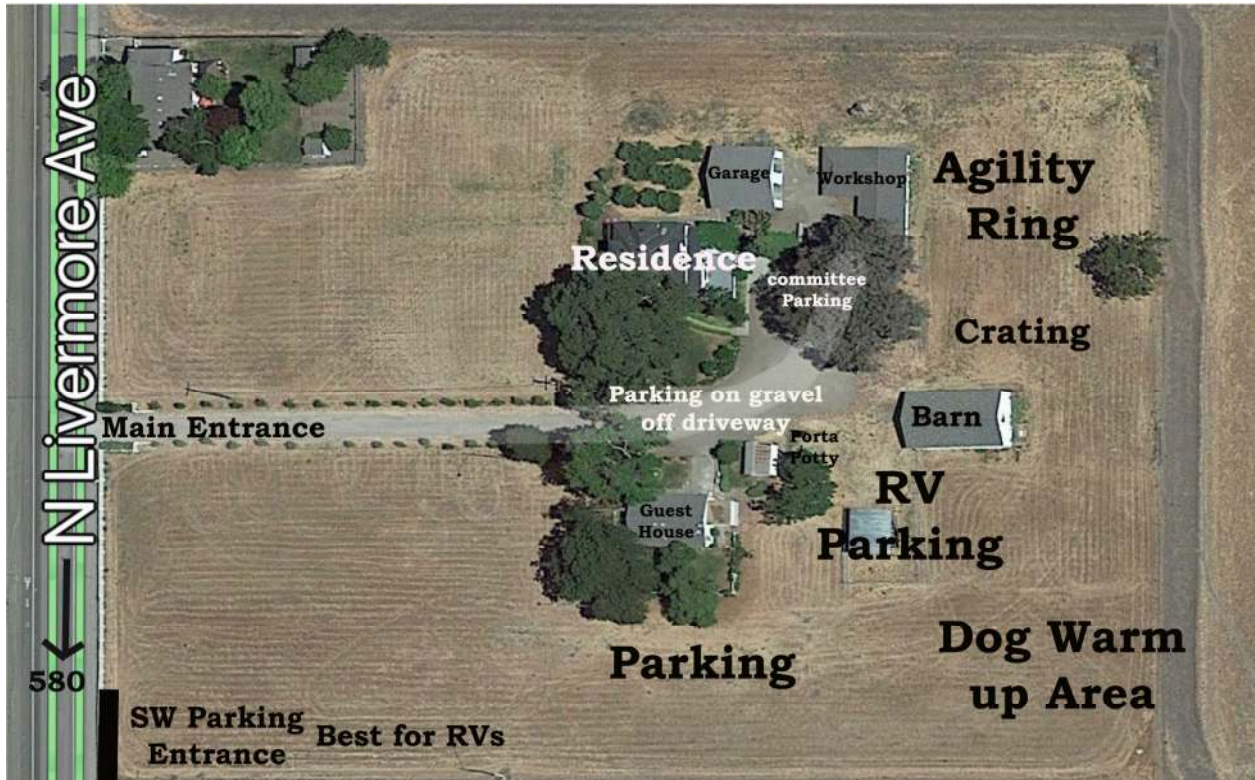 N Livermore Ave
580
Garage
Workshop
Agility
Ring
Residence
committee
Parking
Crating
Parking on gravel
off driveway
Main Entrance
Barn
Porta
Potty
RV
Parking
Guest
House
Parking
Dog Warm
up Area
SW Parking
Entrance
Best for RVs